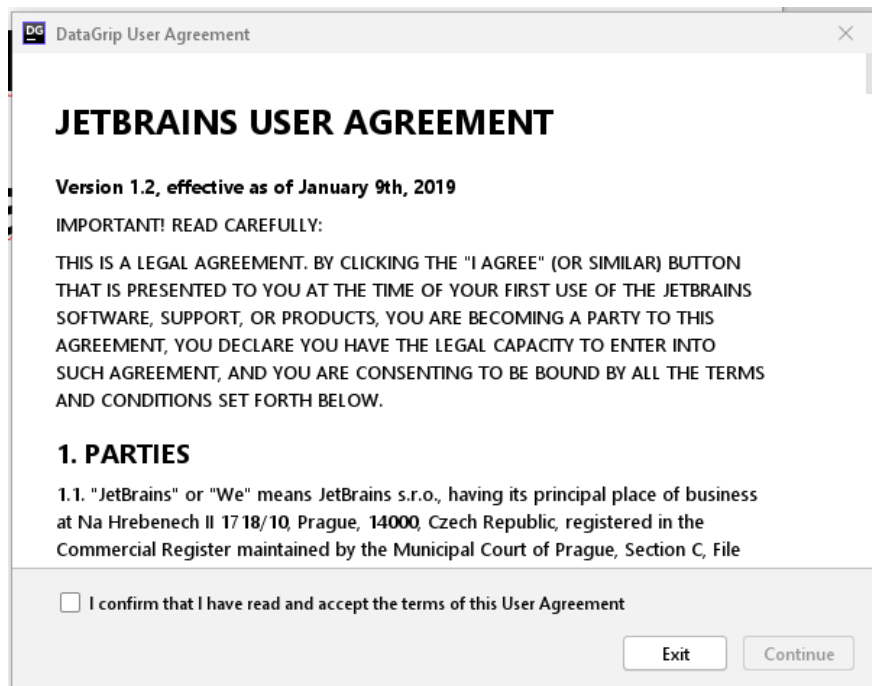 DG DataGrip User Agreement
JETBRAINS USER AGREEMENT
Version 1.2, effective as of January 9th, 2019
IMPORTANT! READ CAREFULLY:
THIS IS A LEGAL AGREEMENT. BY CLICKING THE "I AGREE" (OR SIMILAR) BUTTON
THAT IS PRESENTED TO YOU AT THE TIME OF YOUR FIRST USE OF THE JETBRAINS
SOFTWARE, SUPPORT, OR PRODUCTS, YOU ARE BECOMING A PARTY TO THIS
AGREEMENT, YOU DECLARE YOU HAVE THE LEGAL CAPACITY TO ENTER INTO
SUCH AGREEMENT, AND YOU ARE CONSENTING TO BE BOUND BY ALL THE TERMS
AND CONDITIONS SET FORTH BELOW.
1. PARTIES
1.1. "JetBrains" or "We" means JetBrains s.r.o., having its principal place of business
at Na Hrebenech II 1718/10, Prague, 14000, Czech Republic, registered in the
Commercial Register maintained by the Municipal Court of Prague, Section C, File
I confirm that I have read and accept the terms of this User Agreement
Exit Continue